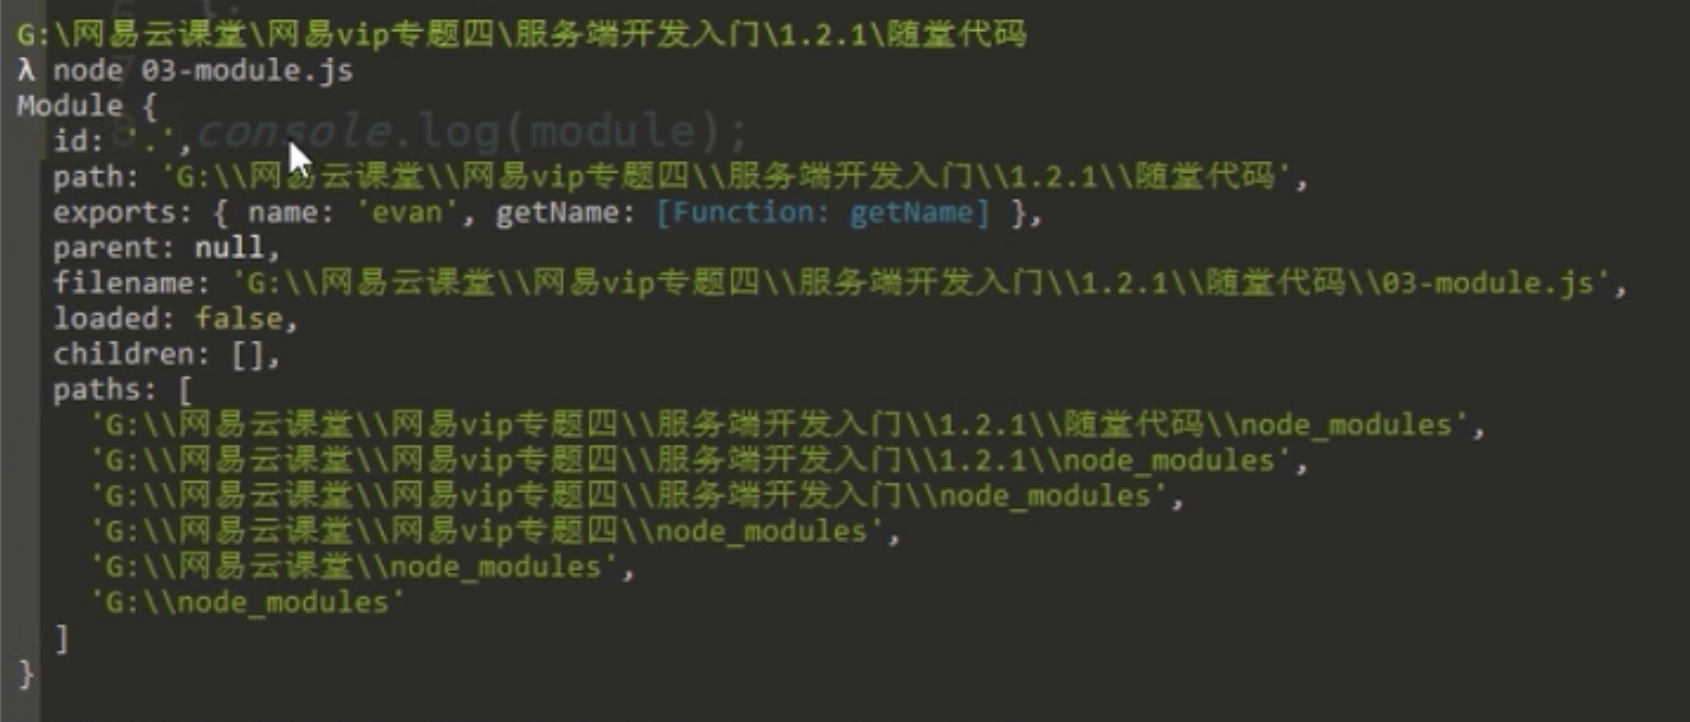 G:\网易云课堂\网易vip专题四\服务端开发入门\1.2.1\随堂代码
λ node 03-module.js
Module {
id: '.',
8 console.log(module);
path: 'G:\\网易云课堂\\网易vip专题四\\服务端开发入门\\1.2.1\\随堂代码',
exports: { name: 'evan', getName: [Function: getName] },
parent: null,
filename: 'G:\\网易云课堂\\网易vip专题四\\服务端开发入门\\1.2.1\\随堂代码\\03-module.js',
loaded: false,
children: [],
paths: [
'G:\\网易云课堂\\网易vip专题四\\服务端开发入门\\1.2.1\\随堂代码\\node_modules',
'G:\\网易云课堂\\网易vip专题四\\服务端开发入门\\1.2.1\\node_modules',
'G:\\网易云课堂\\网易vip专题四\\服务端开发入门\\node_modules',
'G:\\网易云课堂\\网易vip专题四\\node_modules',
'G:\\网易云课堂\\node_modules',
'G:\\node_modules'
]
}